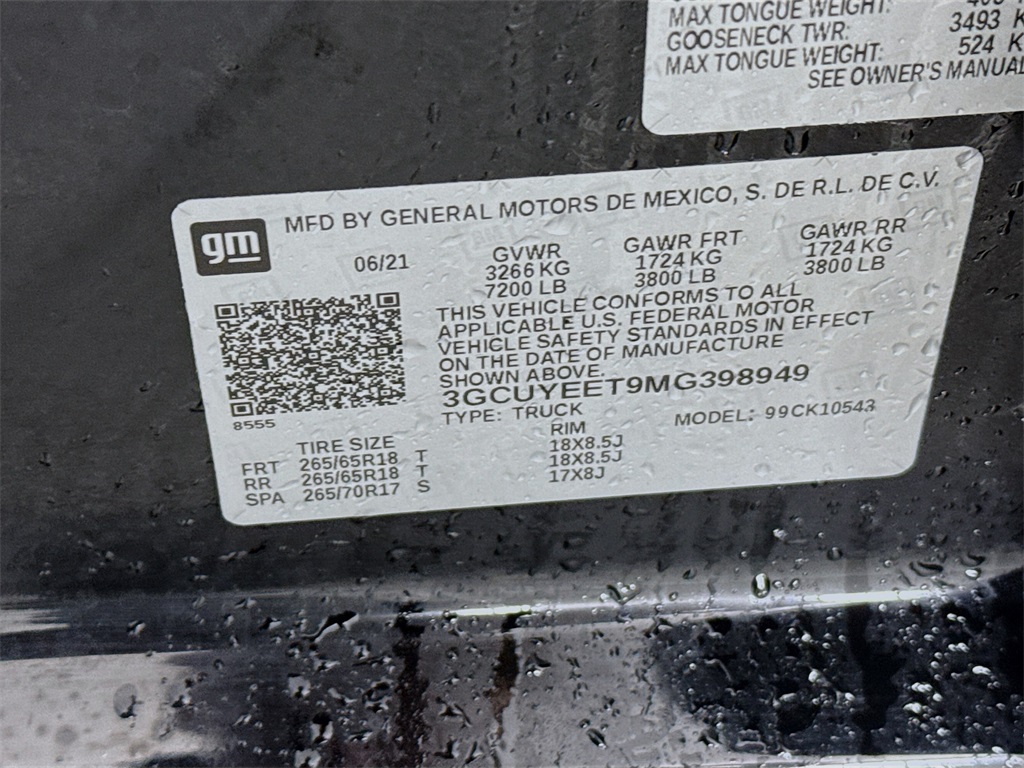 MAX TONGUE WEIGHT:
GOOSENECK TWR: 3493 K
MAX TONGUE WEIGHT: 524 K
SEE OWNER'S MANUAL
gm
MFD BY GENERAL MOTORS DE MEXICO, S. DE R.L. DE C.V.
06/21 GVWR GAWR FRT GAWR RR
3266 KG 1724 KG 1724 KG
7200 LB 3800 LB 3800 LB
THIS VEHICLE CONFORMS TO ALL
APPLICABLE U.S. FEDERAL MOTOR
VEHICLE SAFETY STANDARDS IN EFFECT
ON THE DATE OF MANUFACTURE
SHOWN ABOVE.
3GCUYEET9MG398949
TYPE: TRUCK MODEL: 99CK10543
8555
TIRE SIZE RIM
FRT 265/65R18 T 18X8.5J
RR 265/65R18 T 18X8.5J
SPA 265/70R17 S 17X8J